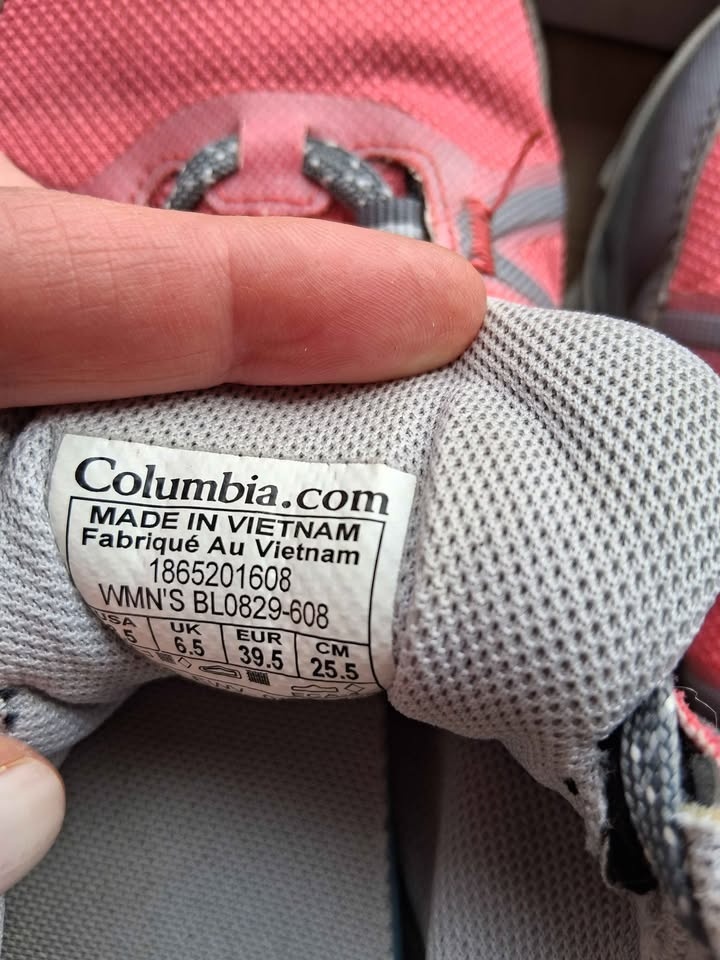 Columbia.com
MADE IN VIETNAM
Fabriqué Au Vietnam
1865201608
WMN'S BL0829-608
USA UK EUR CM
6.5 39.5 25.5